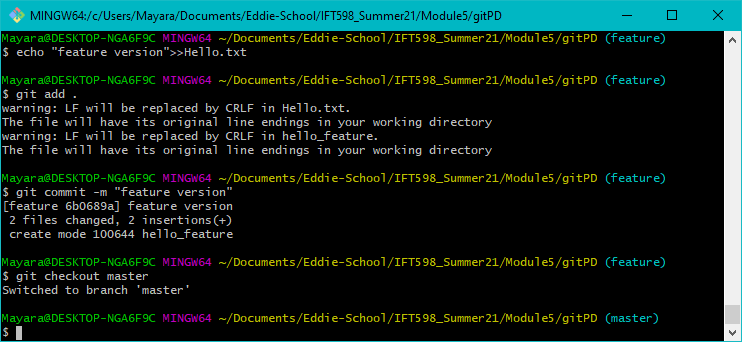 MINGW64:/c/Users/Mayara/Documents/Eddie-School/IFT598_Summer21/Module5/gitPD
Mayara@DESKTOP-NGA6F9C MINGW64 ~/Documents/Eddie-School/IFT598_Summer21/Module5/gitPD (feature)
$ echo "feature version">>Hello.txt
Mayara@DESKTOP-NGA6F9C MINGW64 ~/Documents/Eddie-School/IFT598_Summer21/Module5/gitPD (feature)
$ git add .
warning: LF will be replaced by CRLF in Hello.txt.
The file will have its original line endings in your working directory
warning: LF will be replaced by CRLF in hello_feature.
The file will have its original line endings in your working directory
Mayara@DESKTOP-NGA6F9C MINGW64 ~/Documents/Eddie-School/IFT598_Summer21/Module5/gitPD (feature)
$ git commit -m "feature version"
[feature 6b0689a] feature version
 2 files changed, 2 insertions(+)
 create mode 100644 hello_feature
Mayara@DESKTOP-NGA6F9C MINGW64 ~/Documents/Eddie-School/IFT598_Summer21/Module5/gitPD (feature)
$ git checkout master
Switched to branch 'master'
Mayara@DESKTOP-NGA6F9C MINGW64 ~/Documents/Eddie-School/IFT598_Summer21/Module5/gitPD (master)
$